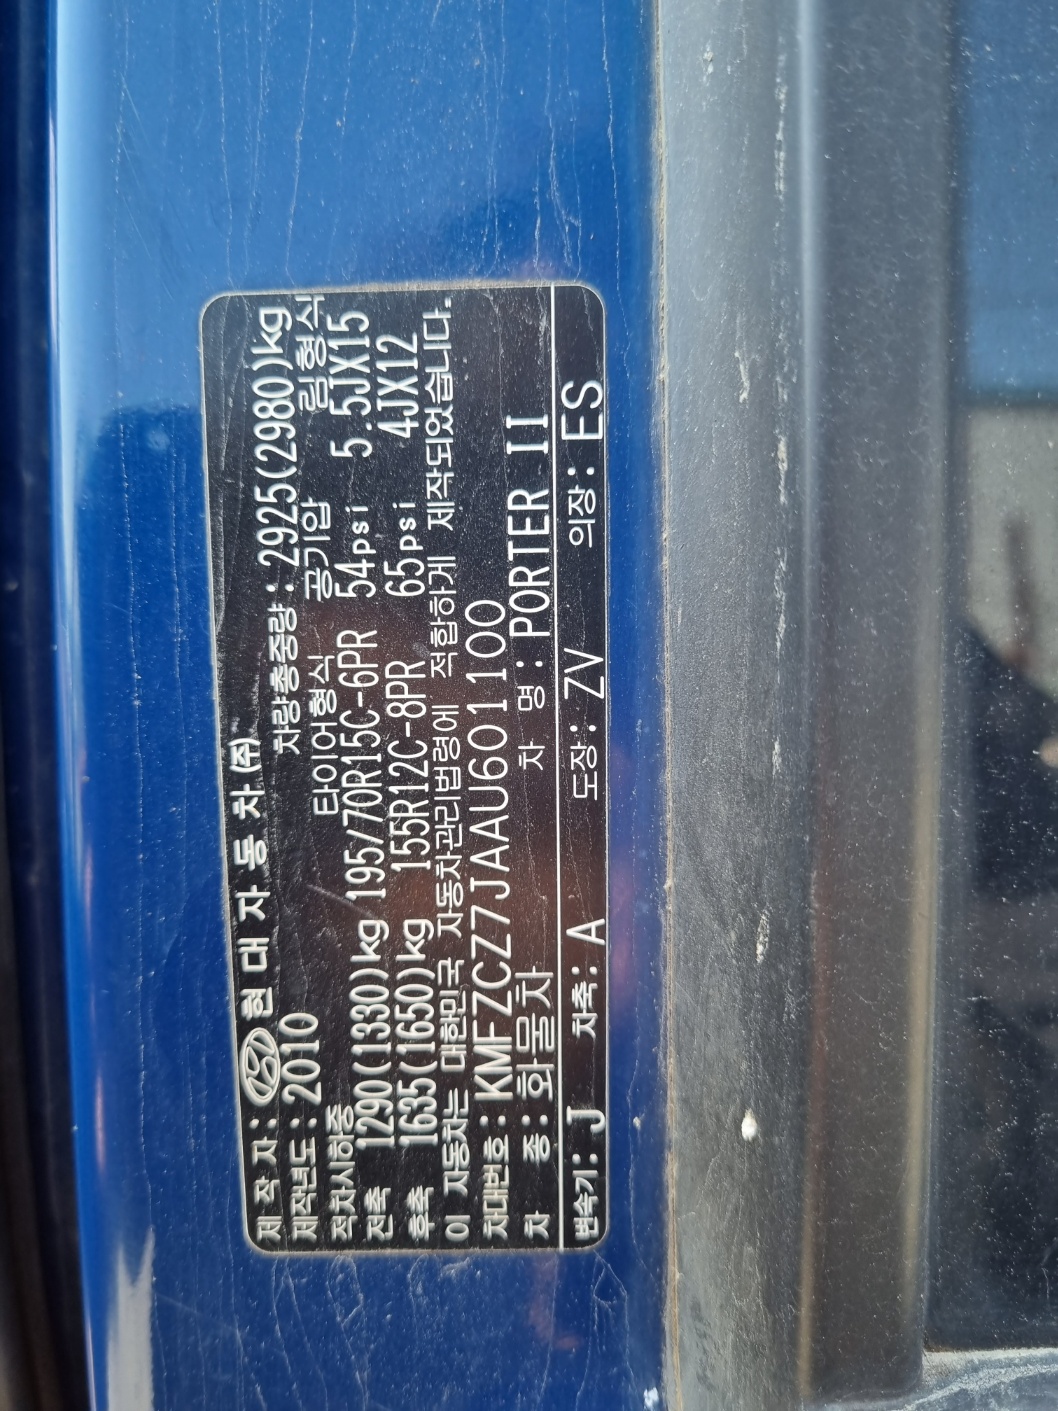 제 작 자 : 현 대 자 동 차 (주)
제작년도 : 2010 차량총중량 : 2925(2980)kg
적차시하중 타이어형식 공기압 림형식
전축 1290(1330)kg 195/70R15C-6PR 54psi 5.5JX15
후축 1635(1650)kg 155R12C-8PR 65psi 4JX12
이 자동차는 대한민국 자동차관리법령에 적합하게 제작되었습니다.
차대번호 : KMFZCZ7JAAU601100
차 종 : 화물차 차 명 : PORTER II
변속기 : J 차축 : A 도장 : ZV 의장 : ES